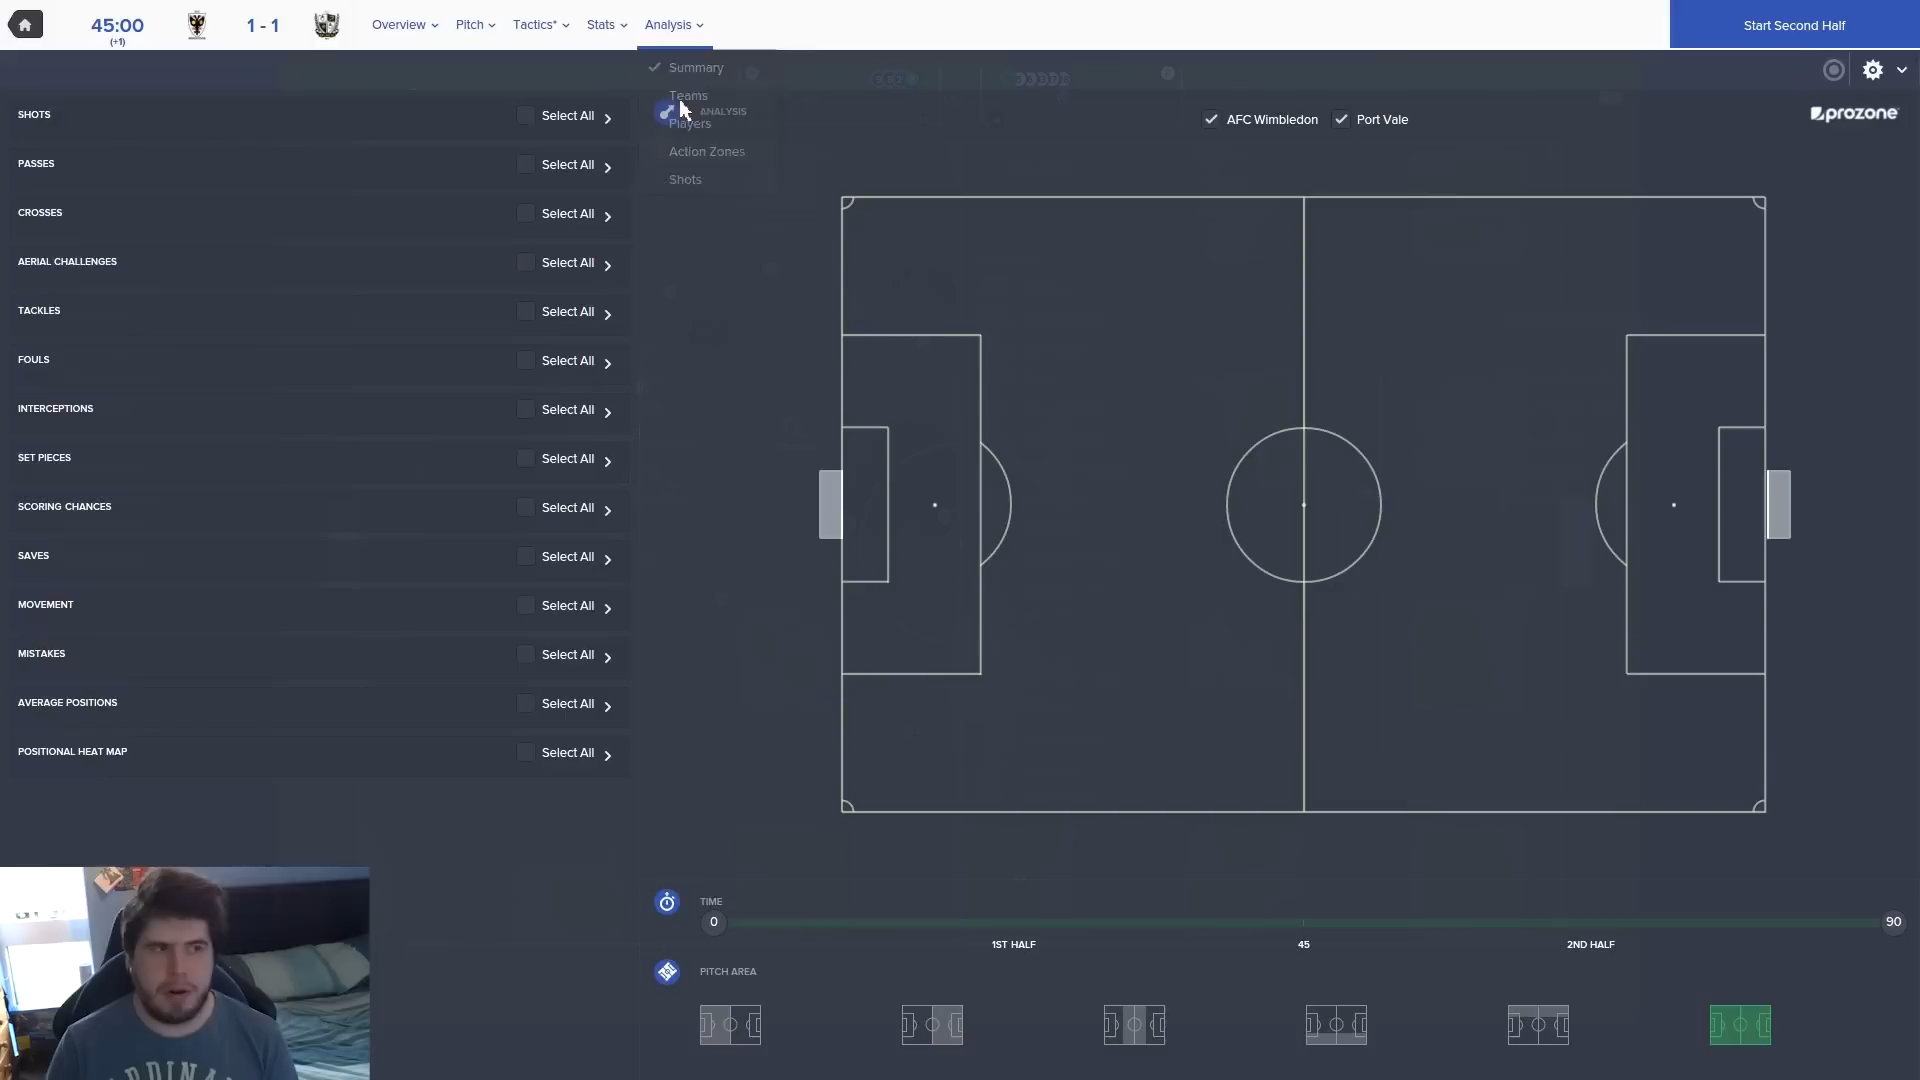 45:00
(+1)
1 - 1
Overview
Pitch
Tactics*
Stats
Analysis
Start Second Half
Summary
Teams
ANALYSIS
Players
Action Zones
Shots
AFC Wimbledon
Port Vale
prozone
SHOTS Select All
PASSES Select All
CROSSES Select All
AERIAL CHALLENGES Select All
TACKLES Select All
FOULS Select All
INTERCEPTIONS Select All
SET PIECES Select All
SCORING CHANCES Select All
SAVES Select All
MOVEMENT Select All
MISTAKES Select All
AVERAGE POSITIONS Select All
POSITIONAL HEAT MAP Select All
TIME
0
90
1ST HALF
45
2ND HALF
PITCH AREA